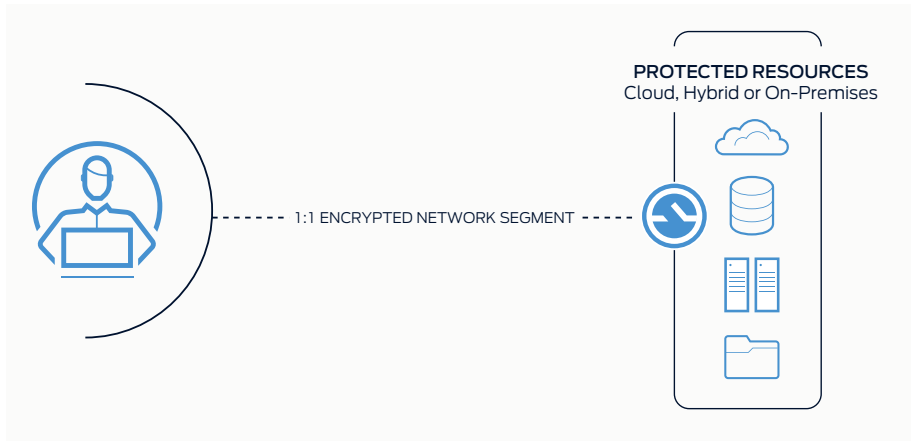 PROTECTED RESOURCES
Cloud, Hybrid or On-Premises
1:1 ENCRYPTED NETWORK SEGMENT